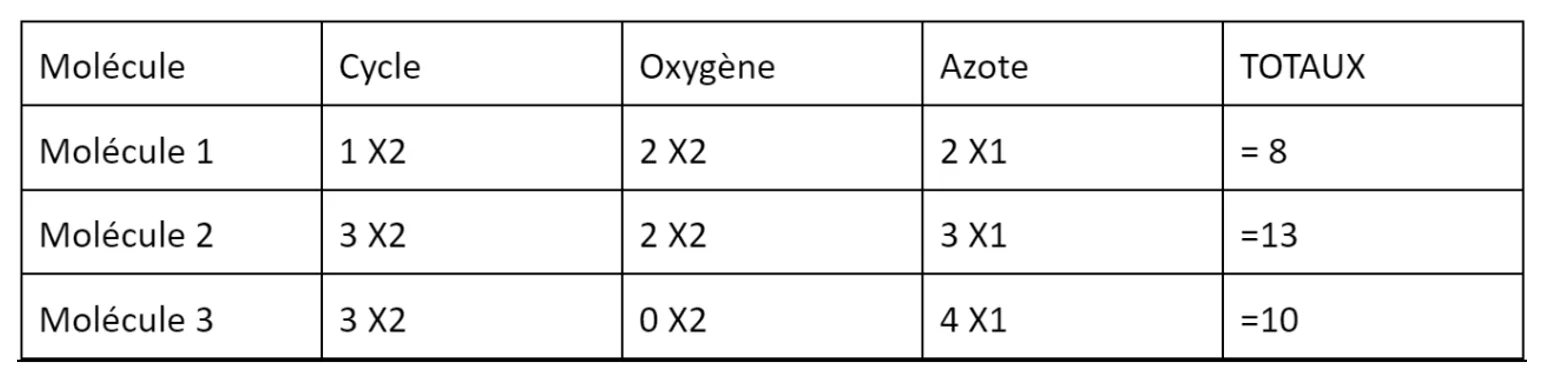 Molécule Cycle Oxygène Azote TOTAUX
Molécule 1 1 X2 2 X2 2 X1 = 8
Molécule 2 3 X2 2 X2 3 X1 =13
Molécule 3 3 X2 0 X2 4 X1 =10